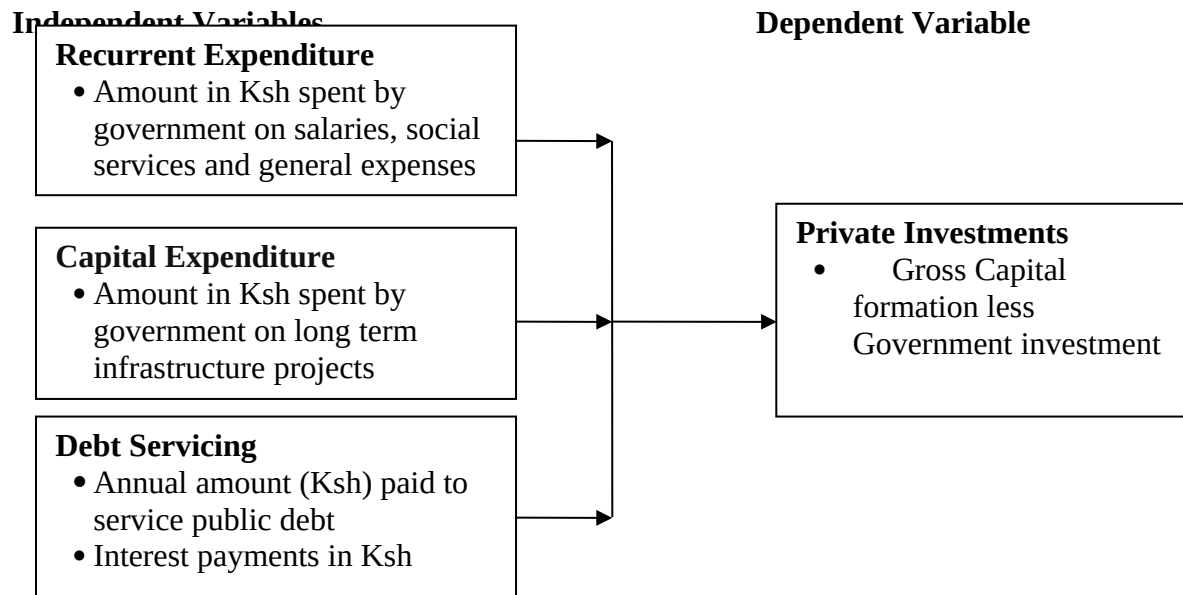 Independent Variables
Dependent Variable
Recurrent Expenditure
• Amount in Ksh spent by
government on salaries, social
services and general expenses
Capital Expenditure
• Amount in Ksh spent by
government on long term
infrastructure projects
Debt Servicing
• Annual amount (Ksh) paid to
service public debt
• Interest payments in Ksh
Private Investments
• Gross Capital
formation less
Government investment